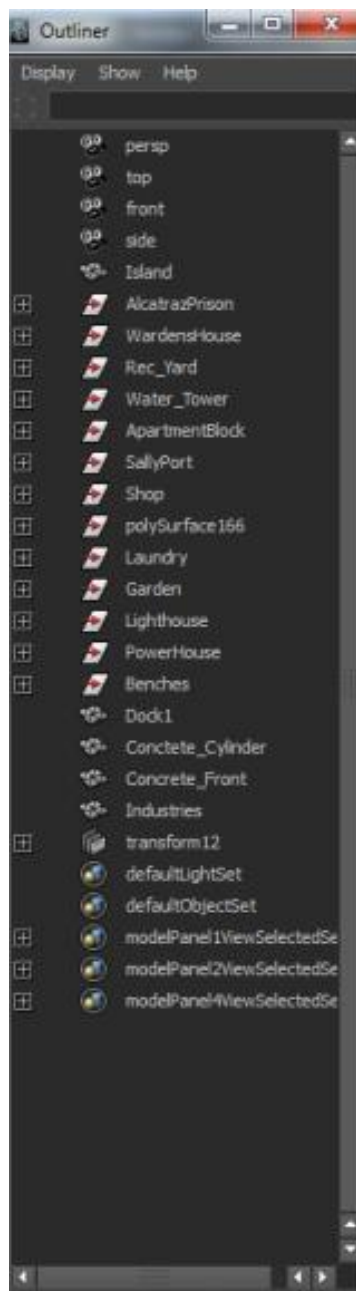 Outliner
Display Show Help
persp
top
front
side
Island
AlcatrazPrison
WardensHouse
Rec_Yard
Water_Tower
ApartmentBlock
SallyPort
Shop
polySurface166
Laundry
Garden
Lighthouse
PowerHouse
Benches
Dock1
Conctete_Cylinder
Concrete_Front
Industries
transform12
defaultLightSet
defaultObjectSet
modelPanel1ViewSelectedSe
modelPanel2ViewSelectedSe
modelPanel4ViewSelectedSe